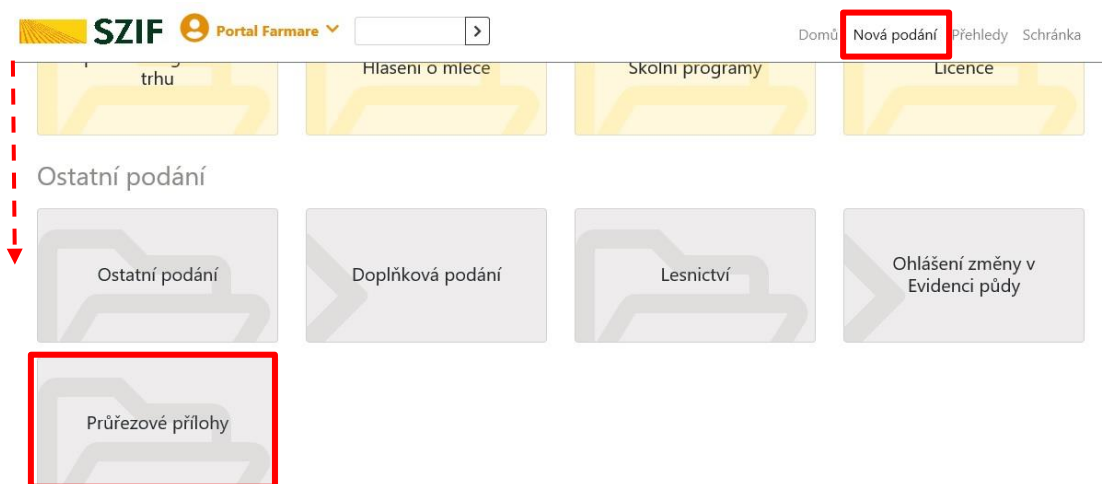 SZIF Portal Farmare Domů Nová podání Přehledy Schránka
trhu
Hlášení o mléce
Školní programy
Licence
Ostatní podání
Ostatní podání
Doplňková podání
Lesnictví
Ohlášení změny v
Evidenci půdy
Průřezové přílohy